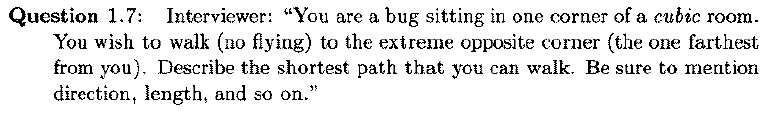 Question 1.7: Interviewer: “You are a bug sitting in one corner of a cubic room.
You wish to walk (no flying) to the extreme opposite corner (the one farthest
from you). Describe the shortest path that you can walk. Be sure to mention
direction, length, and so on.”